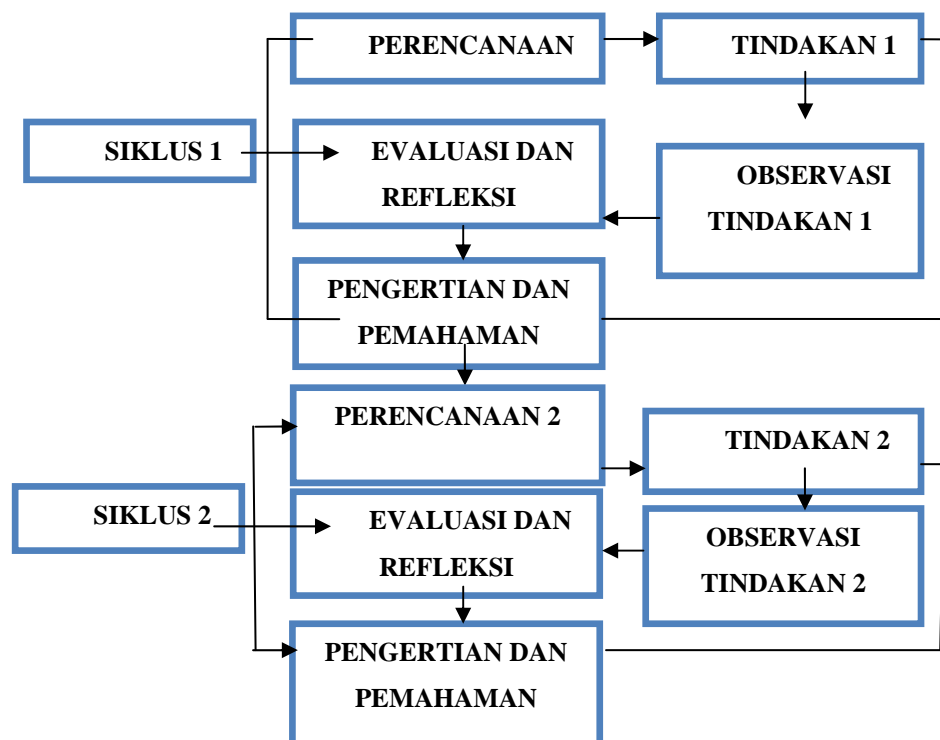 PERENCANAAN
TINDAKAN 1
SIKLUS 1
EVALUASI DAN
REFLEKSI
OBSERVASI
TINDAKAN 1
PENGERTIAN DAN
PEMAHAMAN
PERENCANAAN 2
TINDAKAN 2
SIKLUS 2
EVALUASI DAN
REFLEKSI
OBSERVASI
TINDAKAN 2
PENGERTIAN DAN
PEMAHAMAN